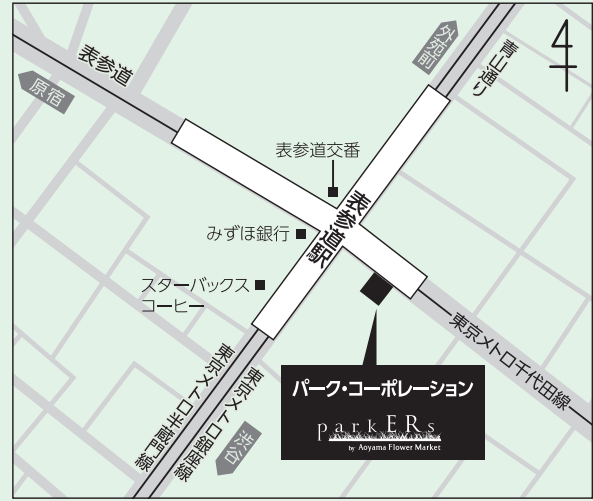 外苑前
青山通り
表参道
原宿
表参道交番
みずほ銀行
表参道駅
スターバックス
コーヒー
東京メトロ千代田線
東京メトロ半蔵門線
東京メトロ銀座線
渋谷
パーク・コーポレーション
parkERs
by Aoyama Flower Market